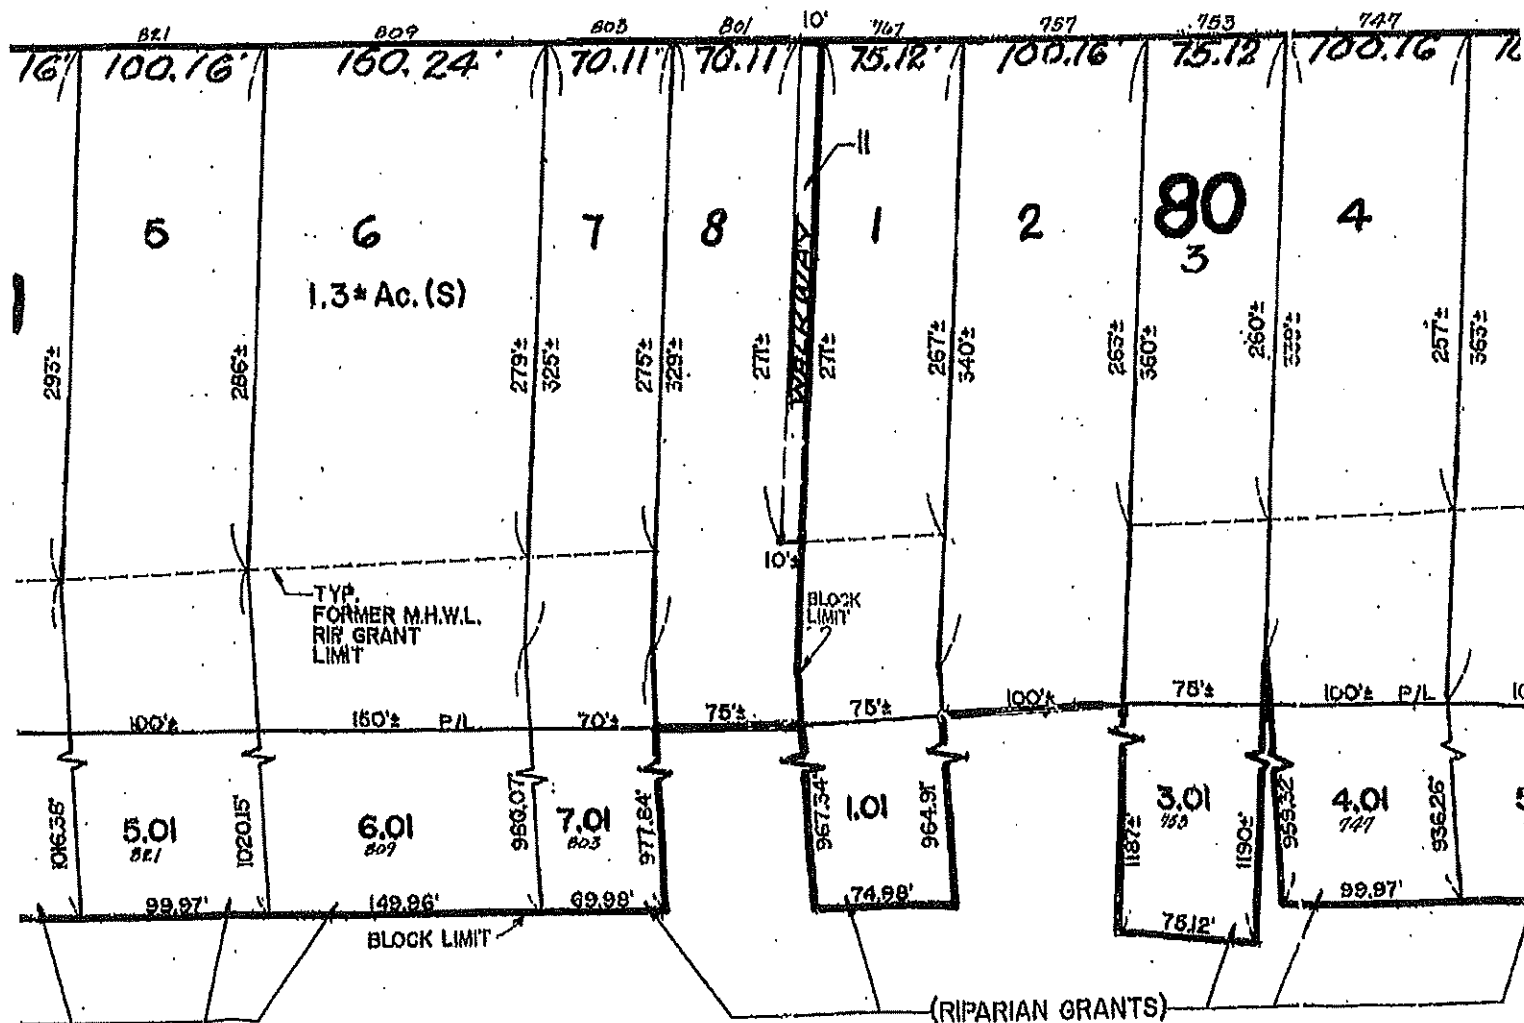 821 809 803 801 10' 767 757 753 747
16' 100.16' 150.24' 70.11' 70.11' 75.12' 100.16 75.12 100.16
11
80
5 6 7 8 1 2 3 4
1.3± Ac. (S)
WALKWAY
293'± 286'± 279'± 325'± 275'± 329'± 271'± 271'± 267'± 340'± 263'± 360'± 260'± 257'± 363'±
10'±
TYP.
FORMER M.H.W.L.
RIP. GRANT
LIMIT
BLOCK
LIMIT
100'± 150'± P/L 70'± 75'± 75'± 100'± 75'± 100'± P/L
1016.38' 1020.15' 980.07' 977.84' 967.34' 964.91' 1187'± 1190'± 959.32' 936.26'
5.01 6.01 7.01 1.01 3.01 4.01
821 809 803 753 747
99.97' 149.96' 69.98' 74.98' 75.12' 99.97'
BLOCK LIMIT
(RIPARIAN GRANTS)